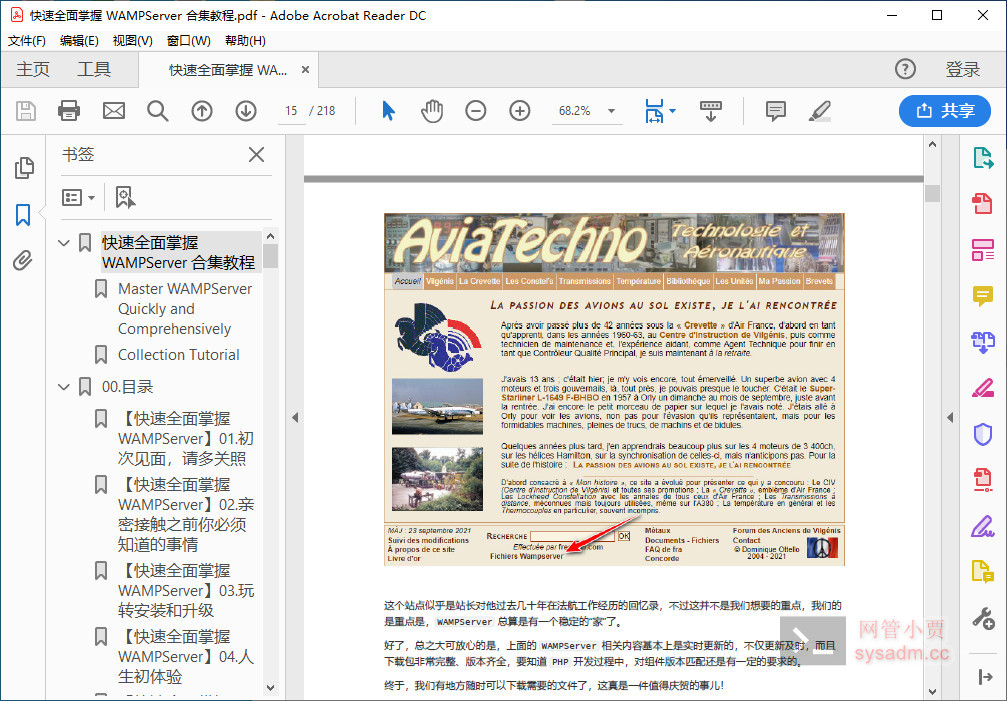 快速全面掌握 WAMPServer 合集教程.pdf - Adobe Acrobat Reader DC
文件(F) 编辑(E) 视图(V) 窗口(W) 帮助(H)
主页 工具 快速全面掌握 WA... × 登录
15 / 218 68.2% 共享
书签
快速全面掌握
WAMPServer 合集教程
Master WAMPServer
Quickly and
Comprehensively
Collection Tutorial
00.目录
【快速全面掌握
WAMPServer】01.初
次见面，请多关照
【快速全面掌握
WAMPServer】02.亲
密接触之前你必须
知道的事情
【快速全面掌握
WAMPServer】03.玩
转安装和升级
【快速全面掌握
WAMPServer】04.人
生初体验
AviaTechno
Technologie et
Aéronautique
Accueil Vilgénis La Crevette Les Constel's Transmissions Température Bibliothèque Les Unités Ma Passion Brevets
LA PASSION DES AVIONS AU SOL EXISTE, JE L'AI RENCONTRÉE
Après avoir passé plus de 42 années sous la « Crevette » d'Air France, d'abord en tant
qu'apprenti, dans les années 1960-63, au Centre d'Instruction de Vilgénis, puis comme
technicien de maintenance et, l'expérience aidant, comme Agent Technique pour finir en
tant que Contrôleur Qualité Principal, je suis maintenant à la retraite.
J'avais 13 ans ; c'était hier; je m'y vois encore, tout émerveillé. Un superbe avion avec 4
moteurs et trois gouvernails, là, tout près, je pouvais presque le toucher. C'était le Super-
Starliner L-1649 F-BHBO en 1957 à Orly un dimanche au mois de septembre, juste avant
la rentrée. J'ai encore le petit morceau de papier sur lequel je l'avais noté. J'étais allé à
Orly pour voir les avions, non pas pour l'évasion qu'ils représentaient, mais pour les
formidables machines, pleines de trucs, de machins et de bidules.
Quelques années plus tard, j'en apprendrais beaucoup plus sur les 4 moteurs de 3 400ch,
sur les hélices Hamilton, sur la synchronisation de celles-ci, mais n'anticipons pas. Pour la
suite de l'histoire : LA PASSION DES AVIONS AU SOL EXISTE, JE L'AI RENCONTRÉE
D'abord consacré à « Mon histoire », ce site a évolué pour présenter ce qui y a concouru : Le CIV
(Centre d'Instruction de Vilgénis) et toutes ses promotions ; La « Crevette », emblème d'Air France ;
Les Lockheed Constellation avec les annales de tous ceux d'Air France ; Les Transmissions à
distance, méconnues mais toujours utilisées, même sur l'A380 ; La température en général et les
Thermocouples en particulier, souvent incompris.
MAJ : 23 septembre 2021
Suivi des modifications
À propos de ce site
Livre d'or
RECHERCHE OK
Effectuée par .com
Fichiers Wampserver
Métaux
Documents - Fichiers
FAQ de fra
Concorde
Forum des Anciens de Vilgénis
Contact
© Dominique Ottello
2004 - 2021
这个站点似乎是站长对他过去几十年在法航工作经历的回忆录，不过这并不是我们想要的重点，我们的
是重点是，WAMPServer 总算是有一个稳定的“家”了。
好了，总之大可放心的是，上面的 WAMPServer 相关内容基本上是实时更新的，不仅更新及时，而且
下载包非常完整、版本齐全，要知道 PHP 开发过程中，对组件版本匹配还是有一定的要求的。
终于，我们有地方随时可以下载需要的文件了，这真是一件值得庆贺的事儿！
网管小贾
sysadm.cc